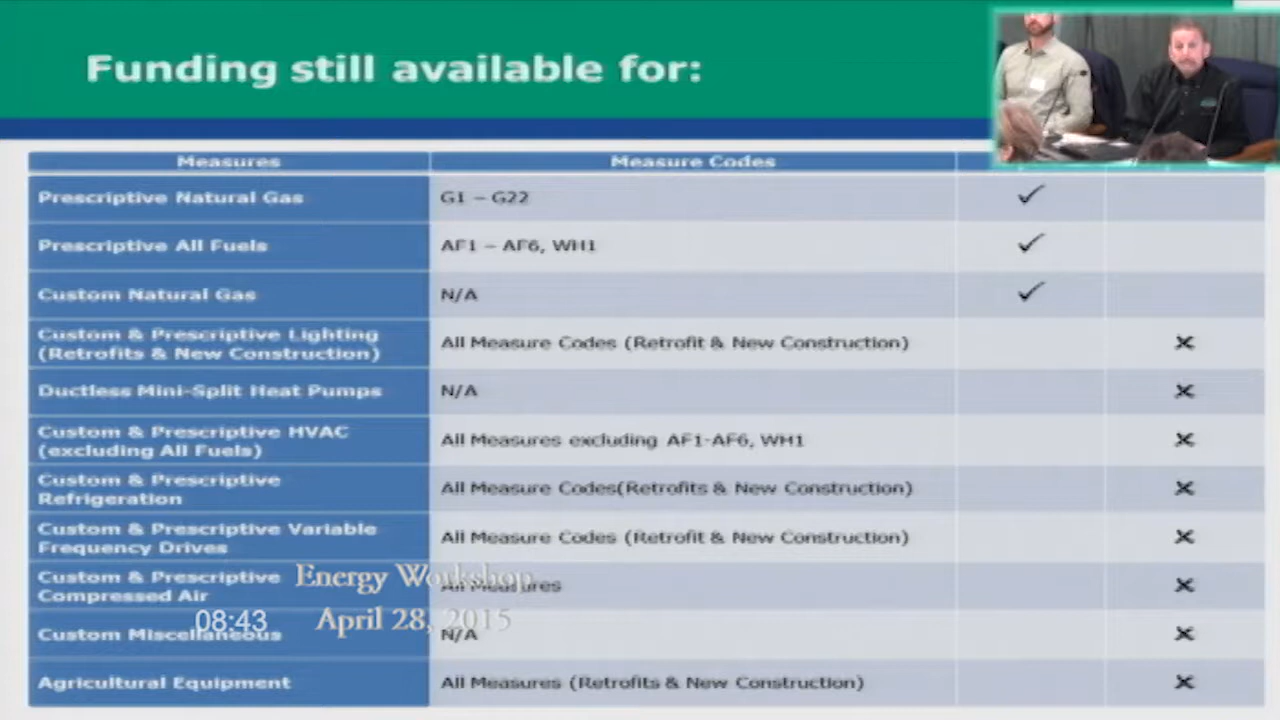 Funding still available for:
Measures Measure Codes
Prescriptive Natural Gas G1 – G22 ✓
Prescriptive All Fuels AF1 – AF6, WH1 ✓
Custom Natural Gas N/A ✓
Custom & Prescriptive Lighting
(Retrofits & New Construction) All Measure Codes (Retrofit & New Construction) ×
Ductless Mini-Split Heat Pumps N/A ×
Custom & Prescriptive HVAC
(excluding All Fuels) All Measures excluding AF1-AF6, WH1 ×
Custom & Prescriptive
Refrigeration All Measure Codes(Retrofits & New Construction) ×
Custom & Prescriptive Variable
Frequency Drives All Measure Codes (Retrofit & New Construction) ×
Custom & Prescriptive
Compressed Air All Measures ×
Energy Workshop
08:43 April 28, 2015
Custom Miscellaneous N/A ×
Agricultural Equipment All Measures (Retrofits & New Construction) ×